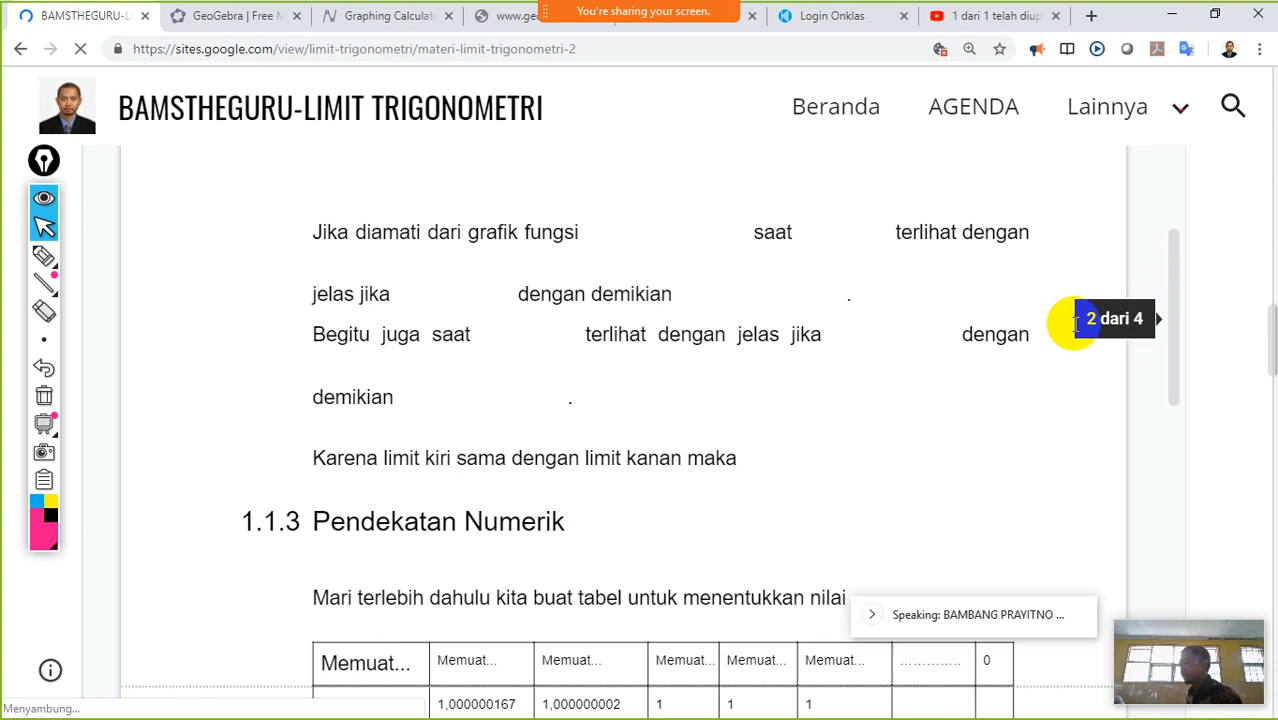 BAMSTHEGURU-L
GeoGebra | Free M
Graphing Calculat
www.ge
You're sharing your screen.
Login Onklas
1 dari 1 telah diup
https://sites.google.com/view/limit-trigonometri/materi-limit-trigonometri-2
BAMSTHEGURU-LIMIT TRIGONOMETRI
Beranda AGENDA Lainnya
Jika diamati dari grafik fungsi saat terlihat dengan
jelas jika dengan demikian .
2 dari 4
Begitu juga saat terlihat dengan jelas jika dengan
demikian .
Karena limit kiri sama dengan limit kanan maka
1.1.3 Pendekatan Numerik
Mari terlebih dahulu kita buat tabel untuk menentukkan nilai
Speaking: BAMBANG PRAYITNO ...
Memuat... Memuat... Memuat... Memuat... Memuat... Memuat... ………….. 0
1,000000167 1,000000002 1 1 1
Menyambung...